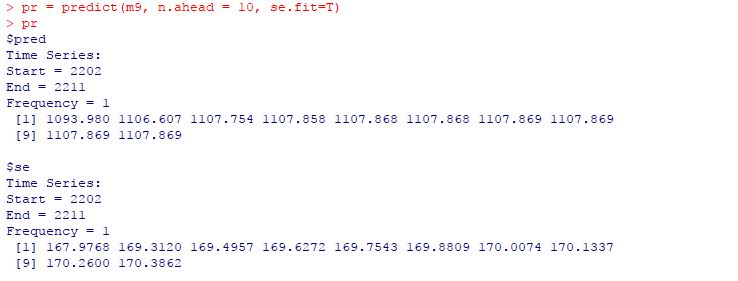 > pr = predict(m9, n.ahead = 10, se.fit=T)
> pr
$pred
Time Series:
Start = 2202
End = 2211
Frequency = 1
 [1] 1093.980 1106.607 1107.754 1107.858 1107.868 1107.868 1107.869 1107.869
 [9] 1107.869 1107.869

$se
Time Series:
Start = 2202
End = 2211
Frequency = 1
 [1] 167.9768 169.3120 169.4957 169.6272 169.7543 169.8809 170.0074 170.1337
 [9] 170.2600 170.3862